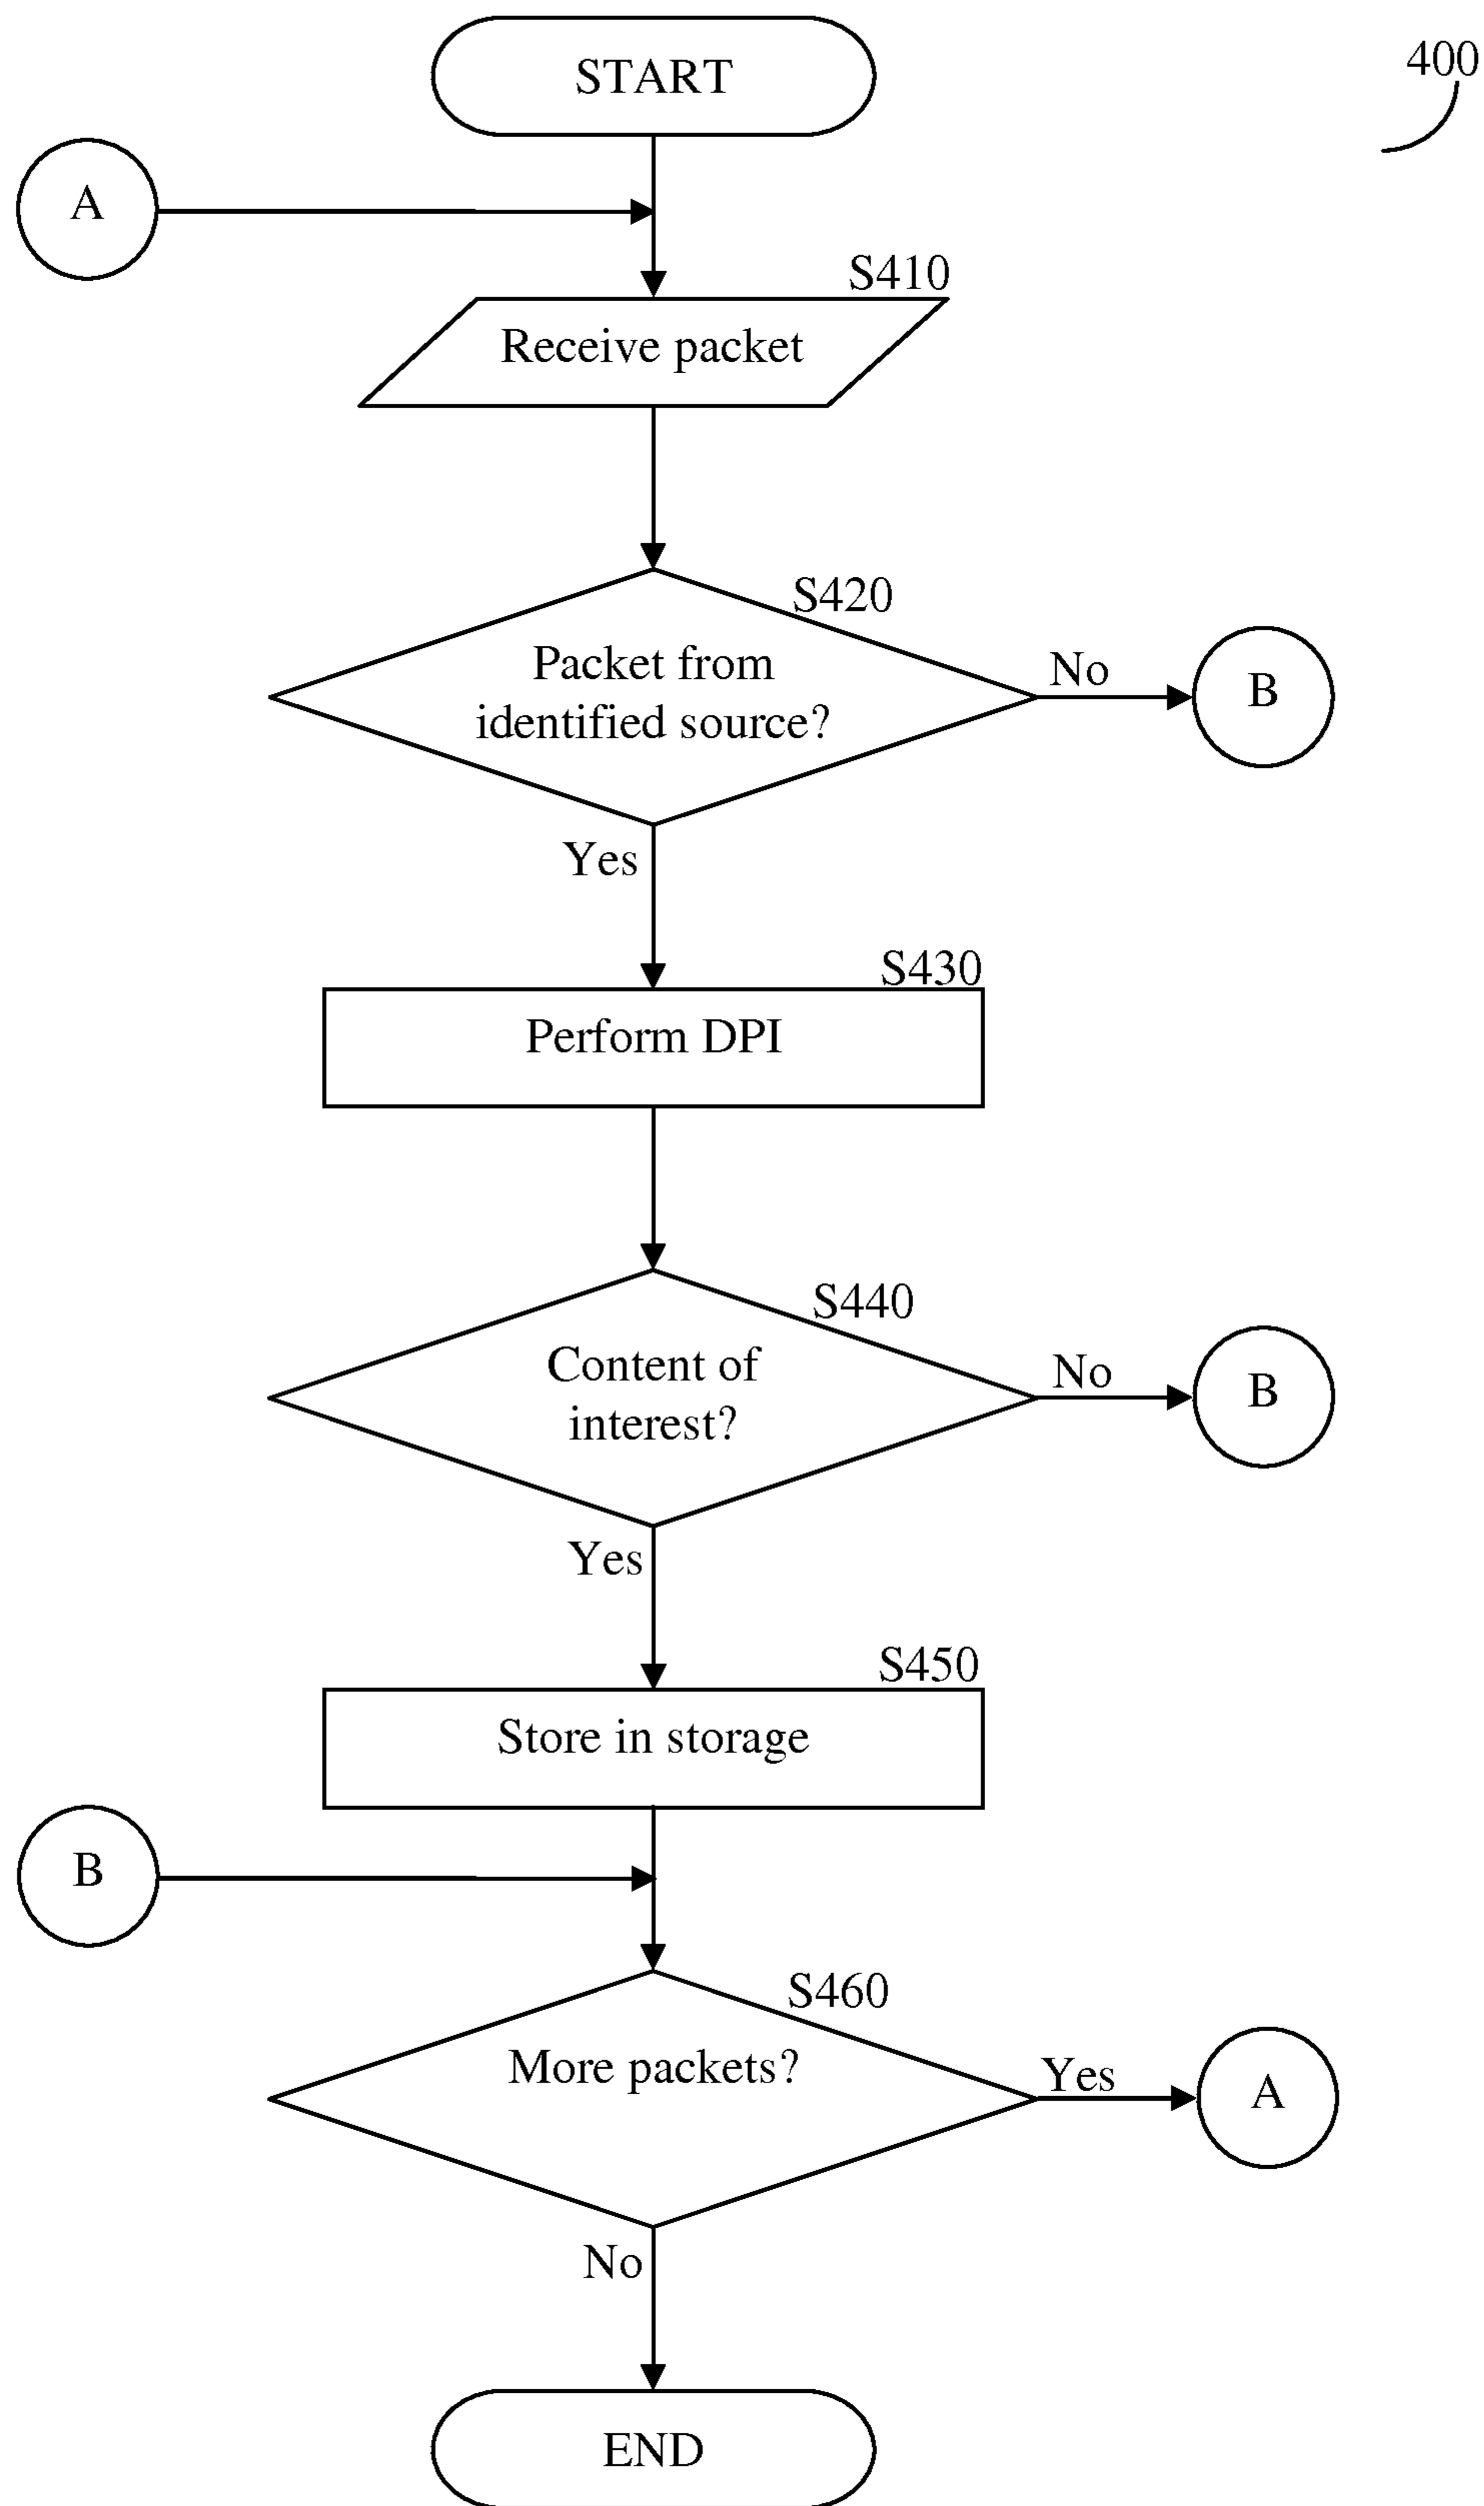 START
400
A
S410
Receive packet
S420
Packet from
identified source?
No
B
Yes
S430
Perform DPI
S440
Content of
interest?
No
B
Yes
S450
Store in storage
B
S460
More packets?
Yes
A
No
END